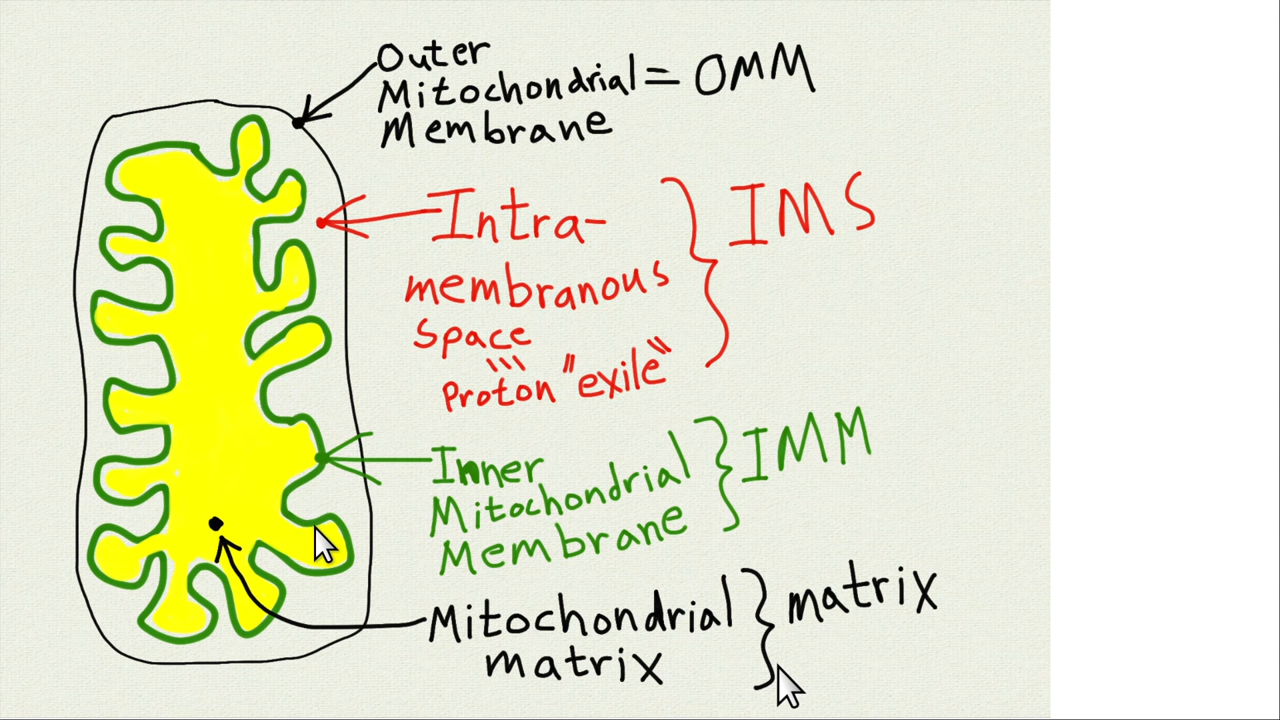 Outer
Mitochondrial = OMM
Membrane
Intra-
membranous
space
Proton "exile"
IMS
Inner
Mitochondrial
Membrane
IMM
Mitochondrial
matrix
matrix